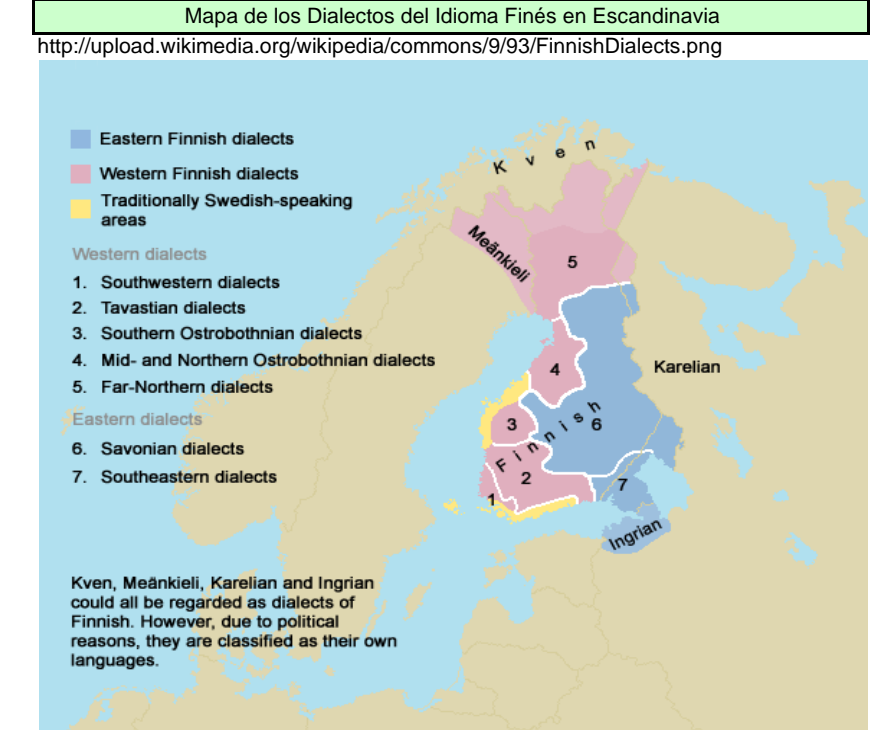 Mapa de los Dialectos del Idioma Finés en Escandinavia
http://upload.wikimedia.org/wikipedia/commons/9/93/FinnishDialects.png
Eastern Finnish dialects
Western Finnish dialects
Traditionally Swedish-speaking
areas
Western dialects
1. Southwestern dialects
2. Tavastian dialects
3. Southern Ostrobothnian dialects
4. Mid- and Northern Ostrobothnian dialects
5. Far-Northern dialects
Eastern dialects
6. Savonian dialects
7. Southeastern dialects
Kven
Meänkieli
5
Karelian
4
3
Finnish
6
2
1
7
Ingrian
Kven, Meänkieli, Karelian and Ingrian
could all be regarded as dialects of
Finnish. However, due to political
reasons, they are classified as their own
languages.